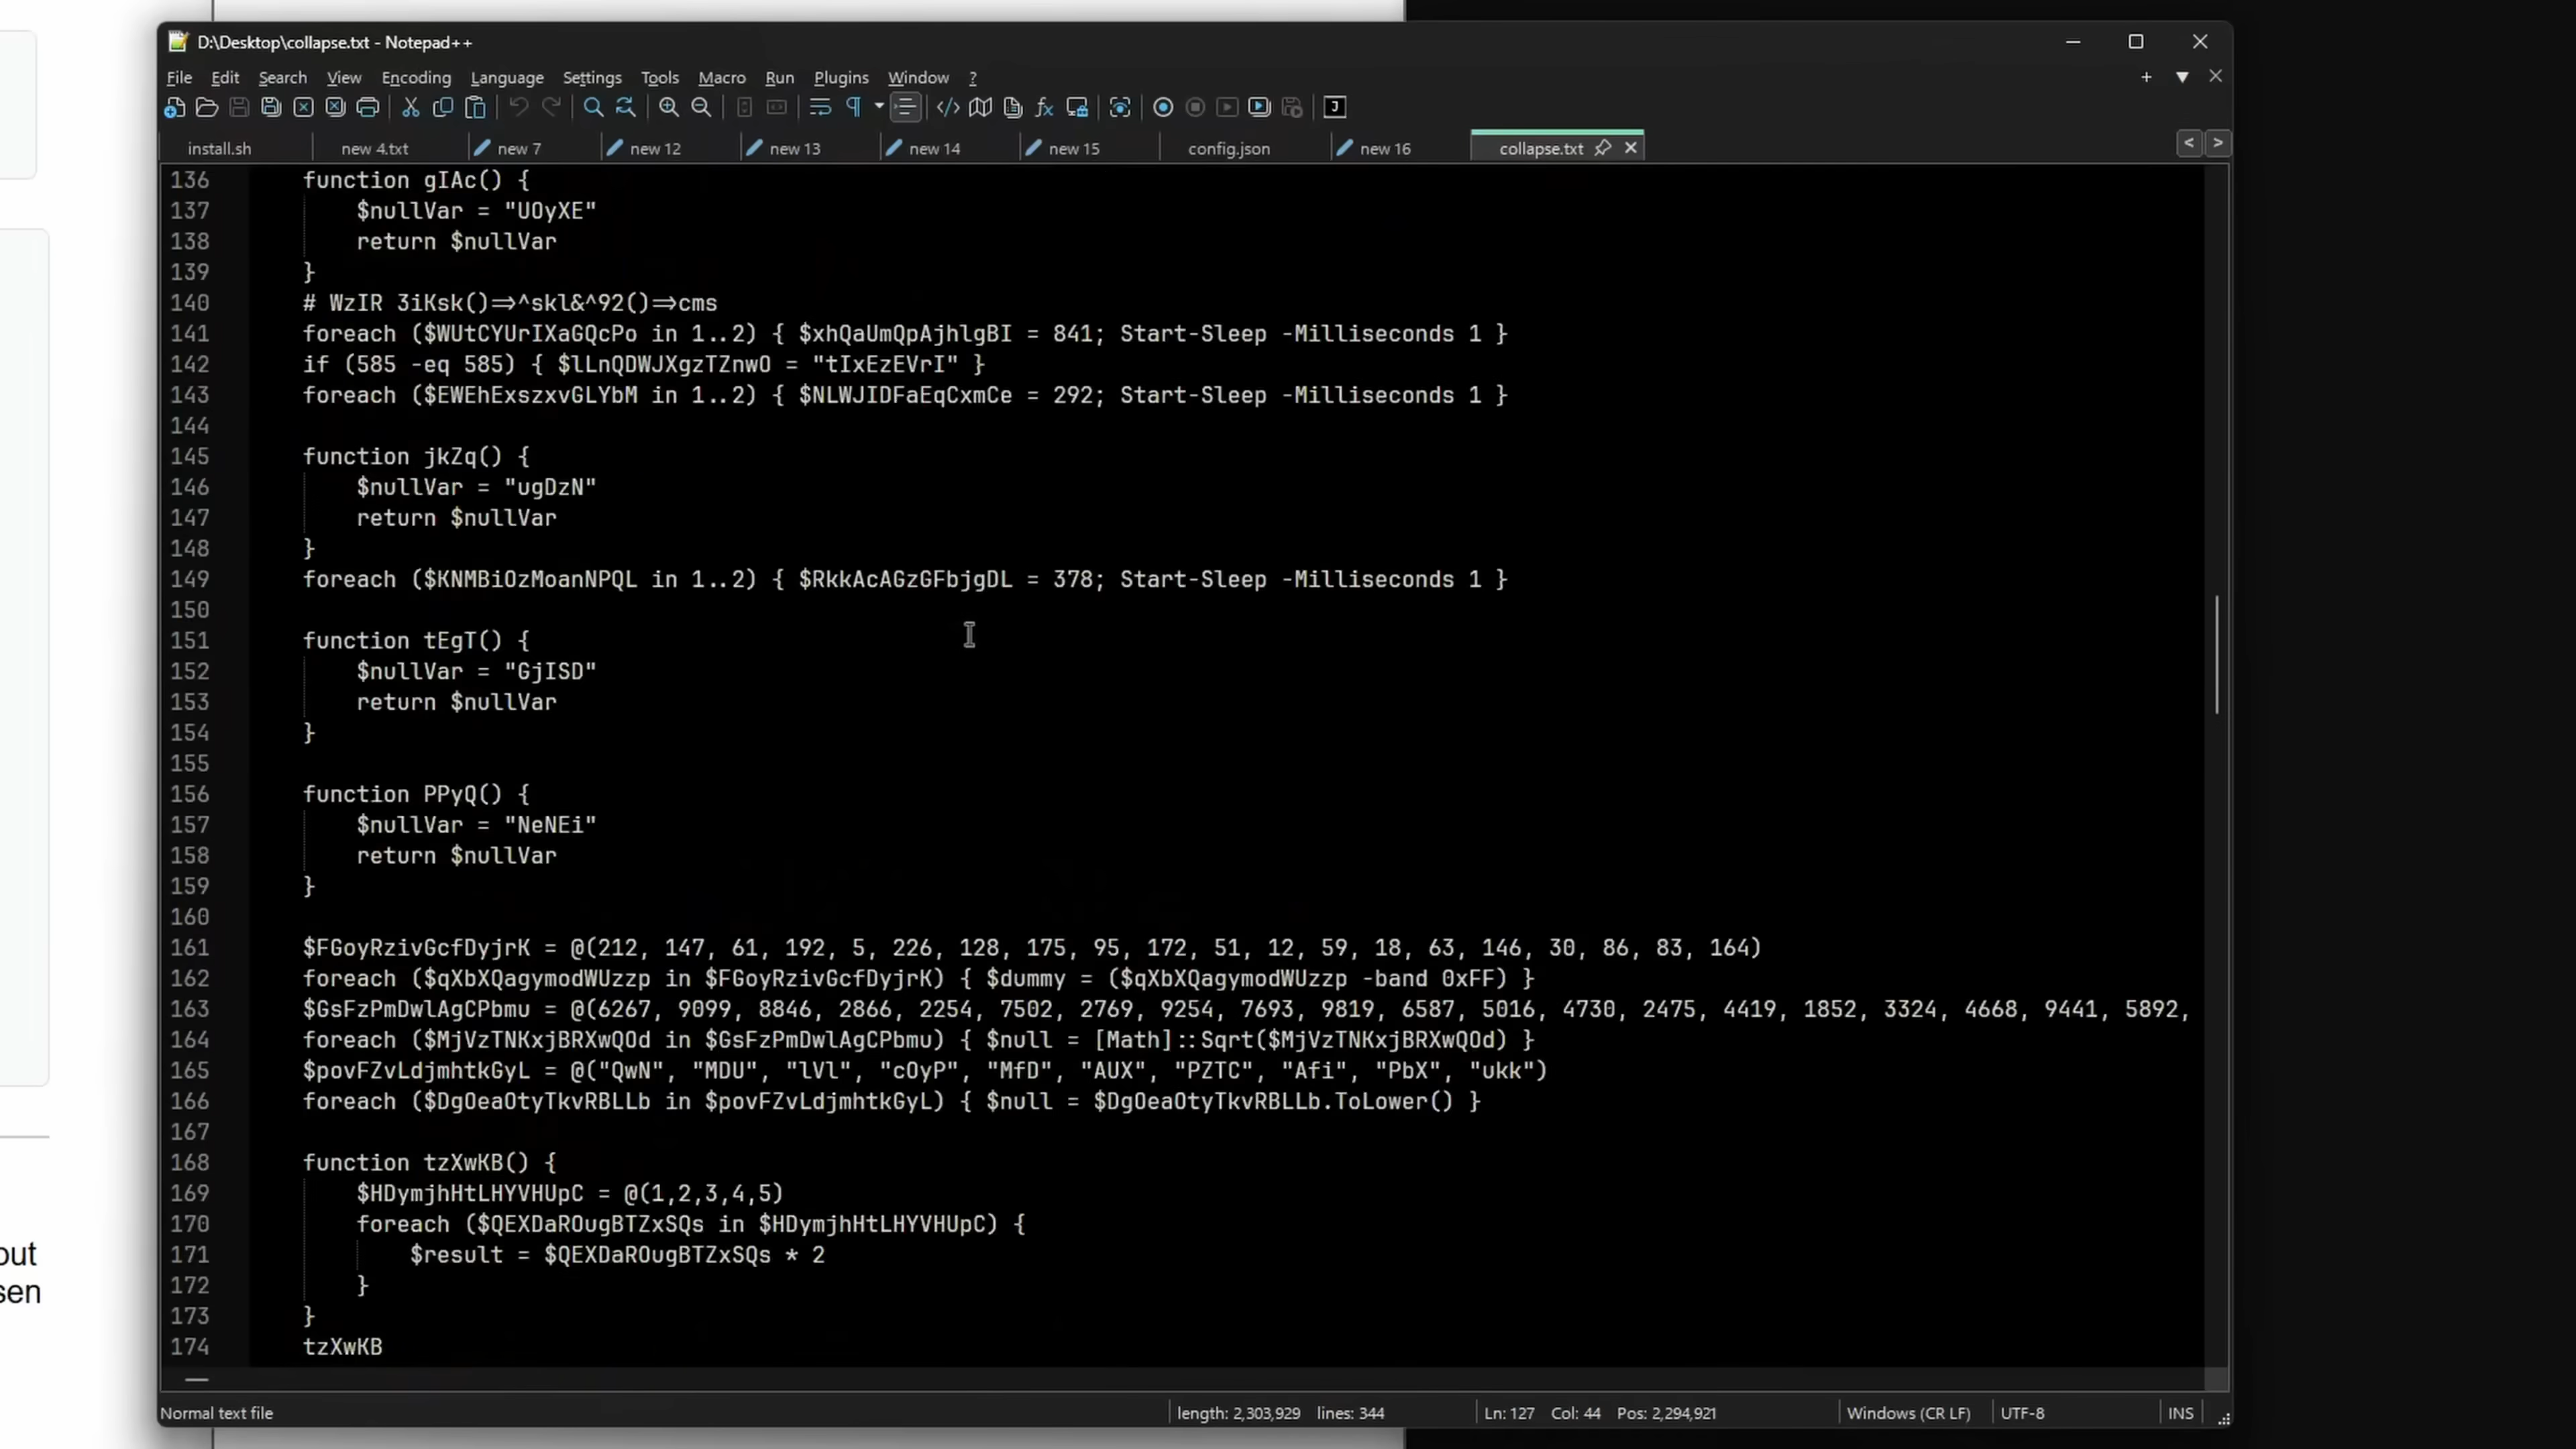 D:\Desktop\collapse.txt - Notepad++
File Edit Search View Encoding Language Settings Tools Macro Run Plugins Window ?
install.sh new 4.txt new 7 new 12 new 13 new 14 new 15 config.json new 16 collapse.txt
136 function gIAc() {
137 $nullVar = "UOyXE"
138 return $nullVar
139 }
140 # WzIR 3iKsk()=>^skl&^92()=>cms
141 foreach ($WUtCYUrIXaGQcPo in 1..2) { $xhQaUmQpAjhlgBI = 841; Start-Sleep -Milliseconds 1 }
142 if (585 -eq 585) { $lLnQDWJXgzTZnwO = "tIxEzEVrI" }
143 foreach ($EWEhExszxvGLYbM in 1..2) { $NLWJIDFaEqCxmCe = 292; Start-Sleep -Milliseconds 1 }
144
145 function jkZq() {
146 $nullVar = "ugDzN"
147 return $nullVar
148 }
149 foreach ($KNMBiOzMoanNPQL in 1..2) { $RkkAcAGzGFbjgDL = 378; Start-Sleep -Milliseconds 1 }
150
151 function tEgT() {
152 $nullVar = "GjISD"
153 return $nullVar
154 }
155
156 function PPyQ() {
157 $nullVar = "NeNEi"
158 return $nullVar
159 }
160
161 $FGoyRzivGcfDyjrK = @(212, 147, 61, 192, 5, 226, 128, 175, 95, 172, 51, 12, 59, 18, 63, 146, 30, 86, 83, 164)
162 foreach ($qXbXQagymodWUzzp in $FGoyRzivGcfDyjrK) { $dummy = ($qXbXQagymodWUzzp -band 0xFF) }
163 $GsFzPmDwlAgCPbmu = @(6267, 9099, 8846, 2866, 2254, 7502, 2769, 9254, 7693, 9819, 6587, 5016, 4730, 2475, 4419, 1852, 3324, 4668, 9441, 5892,
164 foreach ($MjVzTNKxjBRXwQOd in $GsFzPmDwlAgCPbmu) { $null = [Math]::Sqrt($MjVzTNKxjBRXwQOd) }
165 $povFZvLdjmhtkGyL = @("QwN", "MDU", "lVl", "cOyP", "MfD", "AUX", "PZTC", "Afi", "PbX", "ukk")
166 foreach ($DgOeaOtyTkvRBLLb in $povFZvLdjmhtkGyL) { $null = $DgOeaOtyTkvRBLLb.ToLower() }
167
168 function tzXwKB() {
169 $HDymjhHtLHYVHUpC = @(1,2,3,4,5)
170 foreach ($QEXDaROugBTZxSQs in $HDymjhHtLHYVHUpC) {
171 $result = $QEXDaROugBTZxSQs * 2
172 }
173 }
174 tzXwKB
Normal text file length: 2,303,929 lines: 344 Ln: 127 Col: 44 Pos: 2,294,921 Windows (CR LF) UTF-8 INS
out
sen